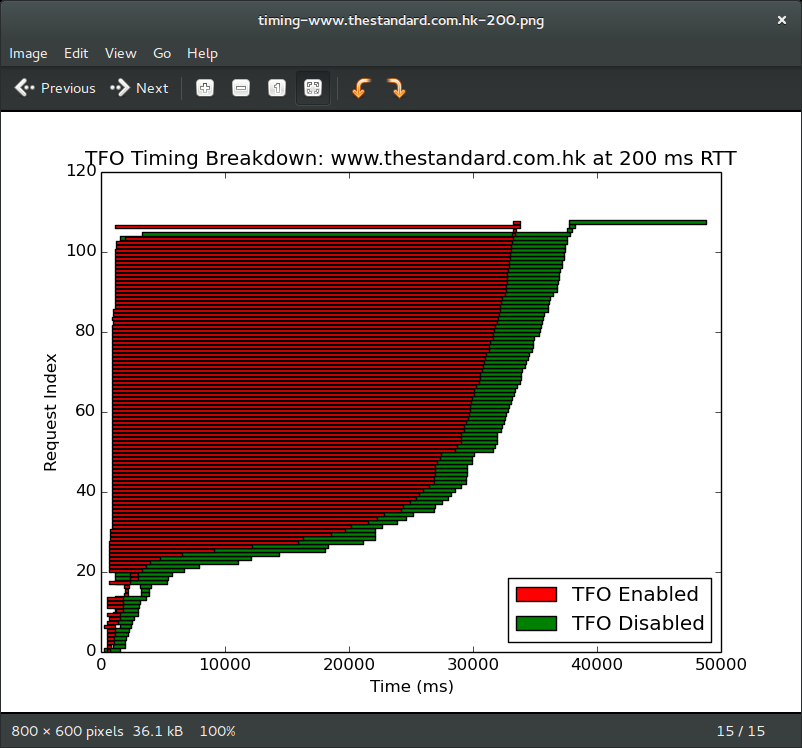 timing-www.thestandard.com.hk-200.png
Image Edit View Go Help
Previous Next
TFO Timing Breakdown: www.thestandard.com.hk at 200 ms RTT
120
100
80
60
40
20
0
Request Index
TFO Enabled
TFO Disabled
0 10000 20000 30000 40000 50000
Time (ms)
800 × 600 pixels 36.1 kB 100% 15 / 15